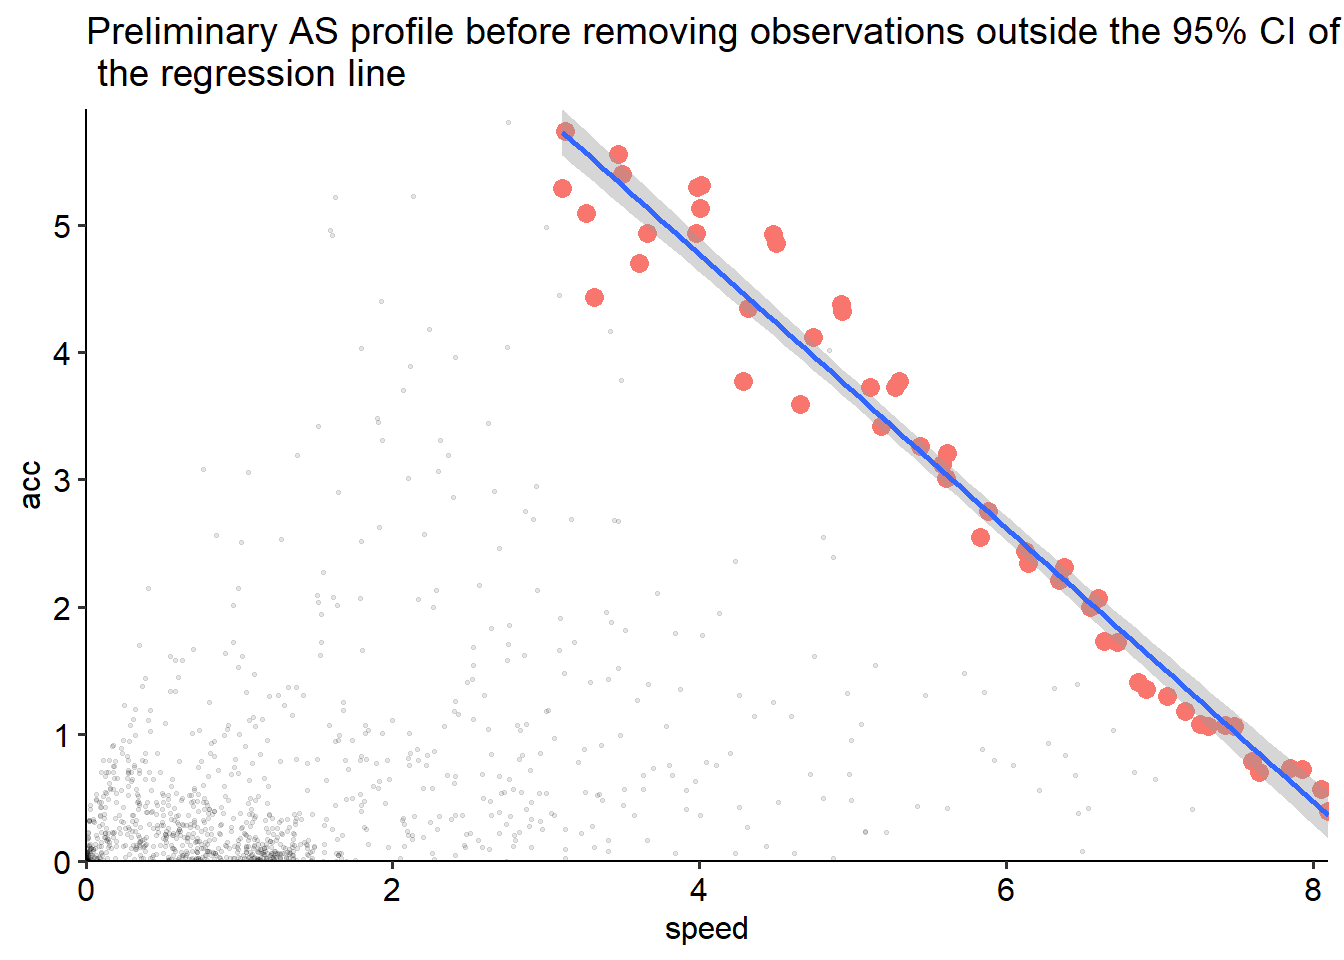 Preliminary AS profile before removing observations outside the 95% CI of
the regression line
5
4
3
2
1
0
acc
0 2 4 6 8
speed